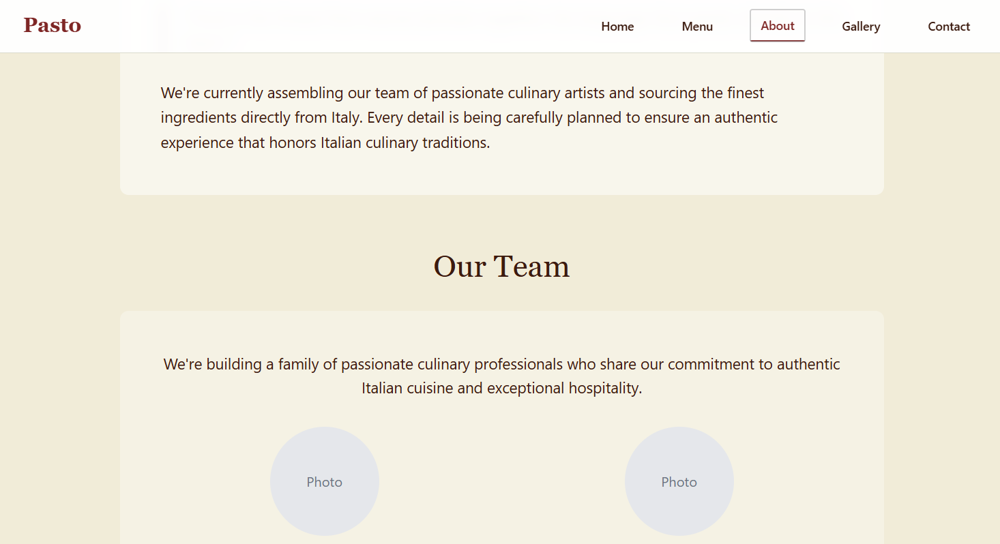 Pasto
Home Menu About Gallery Contact
We're currently assembling our team of passionate culinary artists and sourcing the finest
ingredients directly from Italy. Every detail is being carefully planned to ensure an authentic
experience that honors Italian culinary traditions.
Our Team
We're building a family of passionate culinary professionals who share our commitment to authentic
Italian cuisine and exceptional hospitality.
Photo Photo